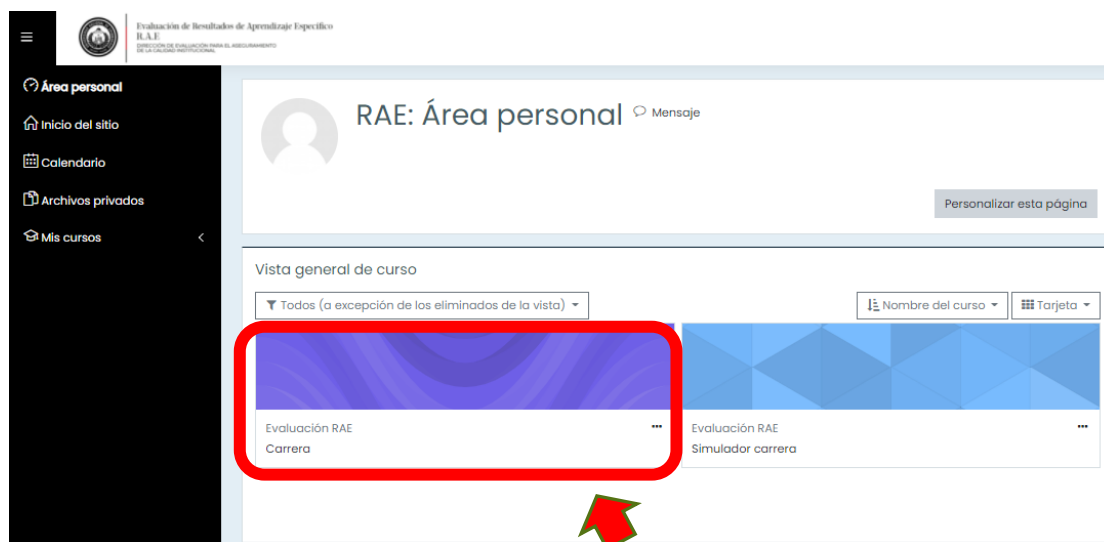 Evaluación de Resultados de Aprendizaje Específico
R.A.E
DIRECCIÓN DE EVALUACIÓN PARA EL ASEGURAMIENTO
DE LA CALIDAD INSTITUCIONAL
Área personal
Inicio del sitio
Calendario
Archivos privados
Mis cursos
RAE: Área personal
Mensaje
Personalizar esta página
Vista general de curso
Todos (a excepción de los eliminados de la vista)
Nombre del curso
Tarjeta
Evaluación RAE
Carrera
Evaluación RAE
Simulador carrera